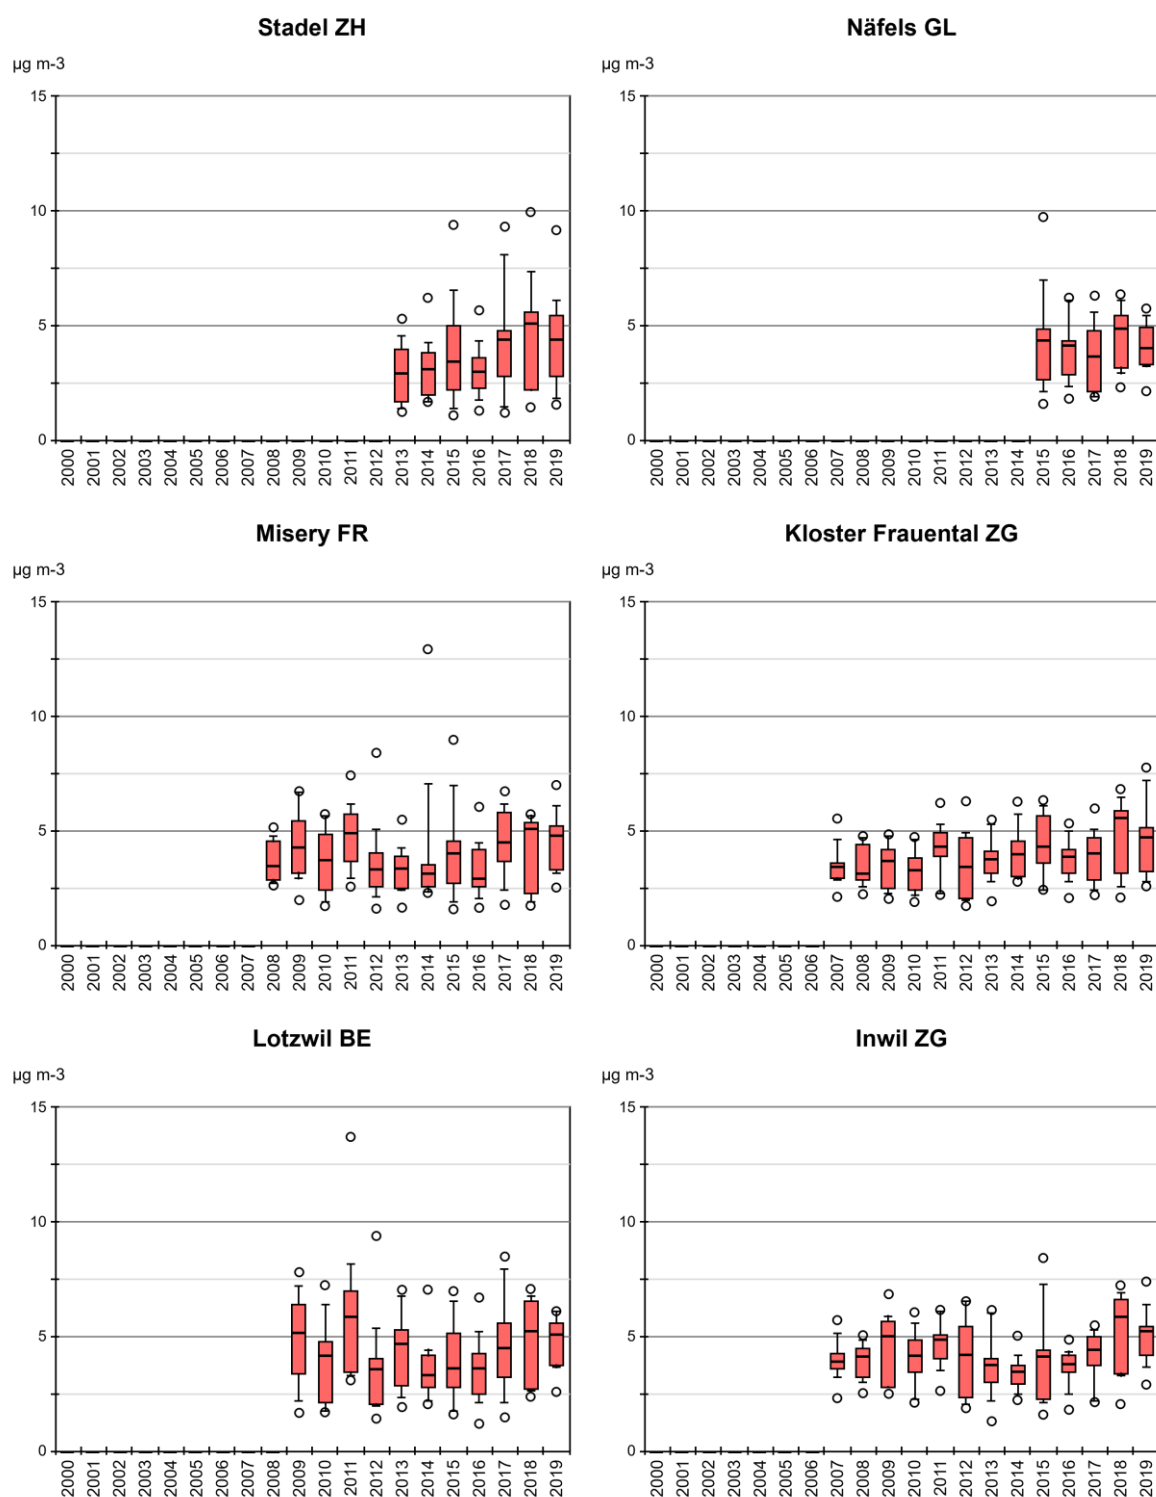 Stadel ZH
Näfels GL
µg m-3
µg m-3
15
15
10
10
5
5
0
0
2000 2001 2002 2003 2004 2005 2006 2007 2008 2009 2010 2011 2012 2013 2014 2015 2016 2017 2018 2019
2000 2001 2002 2003 2004 2005 2006 2007 2008 2009 2010 2011 2012 2013 2014 2015 2016 2017 2018 2019
Misery FR
Kloster Frauental ZG
µg m-3
µg m-3
15
15
10
10
5
5
0
0
2000 2001 2002 2003 2004 2005 2006 2007 2008 2009 2010 2011 2012 2013 2014 2015 2016 2017 2018 2019
2000 2001 2002 2003 2004 2005 2006 2007 2008 2009 2010 2011 2012 2013 2014 2015 2016 2017 2018 2019
Lotzwil BE
Inwil ZG
µg m-3
µg m-3
15
15
10
10
5
5
0
0
2000 2001 2002 2003 2004 2005 2006 2007 2008 2009 2010 2011 2012 2013 2014 2015 2016 2017 2018 2019
2000 2001 2002 2003 2004 2005 2006 2007 2008 2009 2010 2011 2012 2013 2014 2015 2016 2017 2018 2019